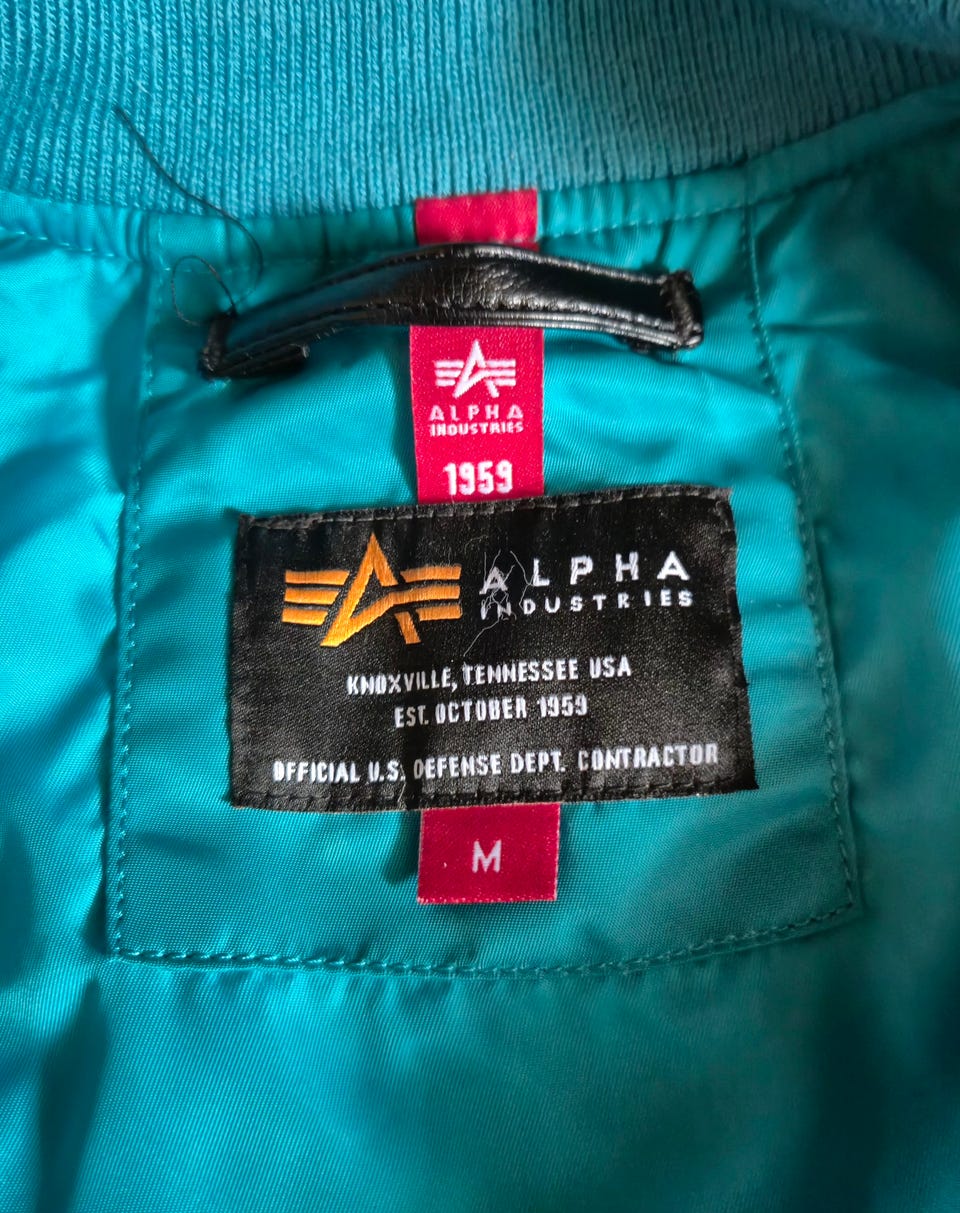 ALPHA
INDUSTRIES
1959
ALPHA
INDUSTRIES
KNOXVILLE, TENNESSEE USA
EST. OCTOBER 1959
OFFICIAL U.S. DEFENSE DEPT. CONTRACTOR
M